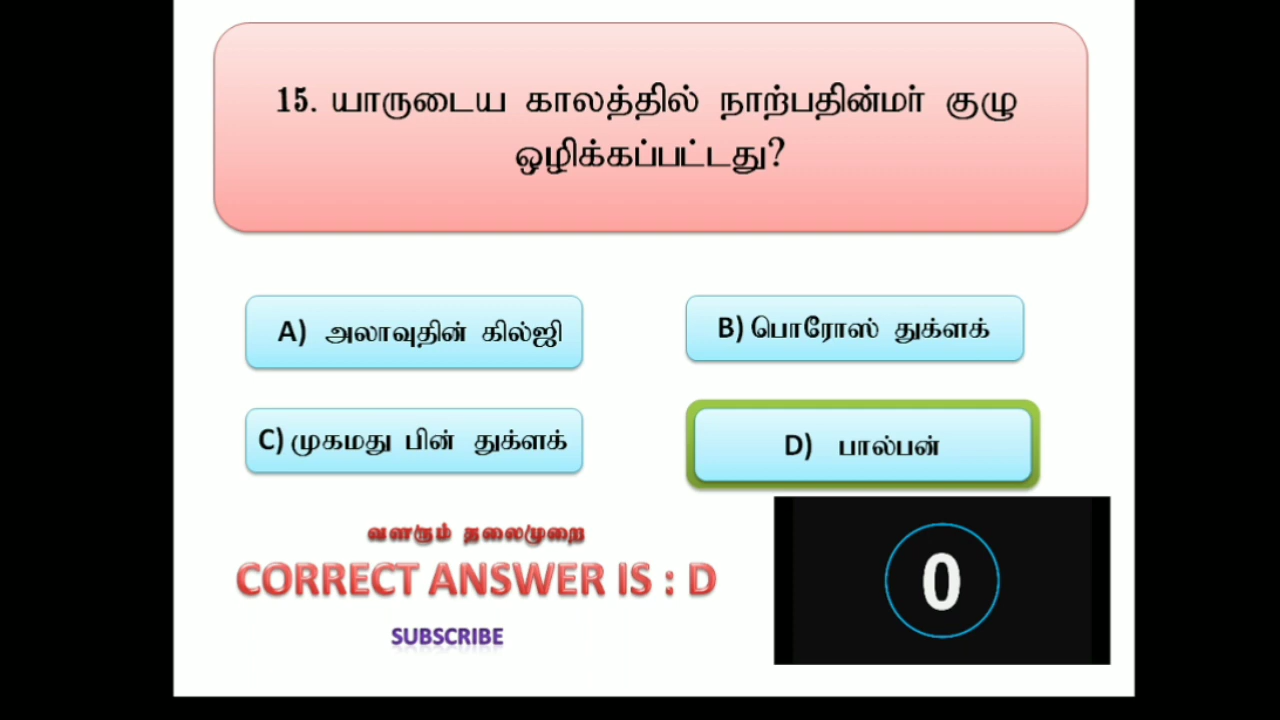 15. யாருடைய காலத்தில் நாற்பதின்மர் குழு
ஒழிக்கப்பட்டது?
A) அலாவுதின் கில்ஜி
B) பொரோஸ் துக்ளக்
C) முகமது பின் துக்ளக்
D) பால்பன்
வளரும் தலைமுறை
CORRECT ANSWER IS : D
SUBSCRIBE
0